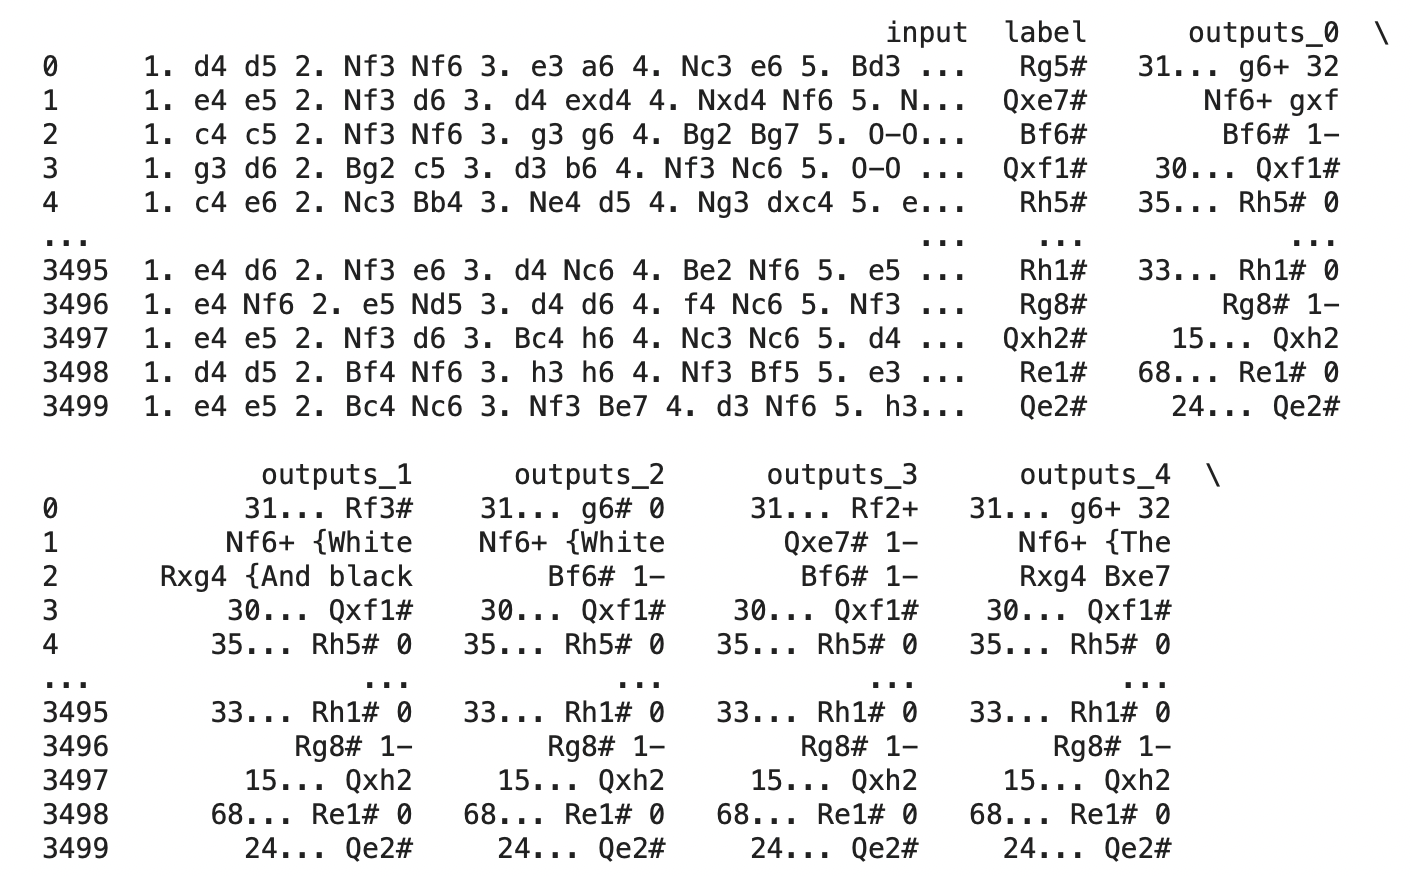 input label outputs_0 \
0 1. d4 d5 2. Nf3 Nf6 3. e3 a6 4. Nc3 e6 5. Bd3 ... Rg5# 31... g6+ 32
1 1. e4 e5 2. Nf3 d6 3. d4 exd4 4. Nxd4 Nf6 5. N... Qxe7# Nf6+ gxf
2 1. c4 c5 2. Nf3 Nf6 3. g3 g6 4. Bg2 Bg7 5. O-O... Bf6# Bf6# 1-
3 1. g3 d6 2. Bg2 c5 3. d3 b6 4. Nf3 Nc6 5. O-O ... Qxf1# 30... Qxf1#
4 1. c4 e6 2. Nc3 Bb4 3. Ne4 d5 4. Ng3 dxc4 5. e... Rh5# 35... Rh5# 0
... ... ... ...
3495 1. e4 d6 2. Nf3 e6 3. d4 Nc6 4. Be2 Nf6 5. e5 ... Rh1# 33... Rh1# 0
3496 1. e4 Nf6 2. e5 Nd5 3. d4 d6 4. f4 Nc6 5. Nf3 ... Rg8# Rg8# 1-
3497 1. e4 e5 2. Nf3 d6 3. Bc4 h6 4. Nc3 Nc6 5. d4 ... Qxh2# 15... Qxh2
3498 1. d4 d5 2. Bf4 Nf6 3. h3 h6 4. Nf3 Bf5 5. e3 ... Re1# 68... Re1# 0
3499 1. e4 e5 2. Bc4 Nc6 3. Nf3 Be7 4. d3 Nf6 5. h3... Qe2# 24... Qe2#
outputs_1 outputs_2 outputs_3 outputs_4 \
0 31... Rf3# 31... g6# 0 31... Rf2+ 31... g6+ 32
1 Nf6+ {White Nf6+ {White Qxe7# 1- Nf6+ {The
2 Rxg4 {And black Bf6# 1- Bf6# 1- Rxg4 Bxe7
3 30... Qxf1# 30... Qxf1# 30... Qxf1# 30... Qxf1#
4 35... Rh5# 0 35... Rh5# 0 35... Rh5# 0 35... Rh5# 0
... ... ... ... ...
3495 33... Rh1# 0 33... Rh1# 0 33... Rh1# 0 33... Rh1# 0
3496 Rg8# 1- Rg8# 1- Rg8# 1- Rg8# 1-
3497 15... Qxh2 15... Qxh2 15... Qxh2 15... Qxh2
3498 68... Re1# 0 68... Re1# 0 68... Re1# 0 68... Re1# 0
3499 24... Qe2# 24... Qe2# 24... Qe2# 24... Qe2#